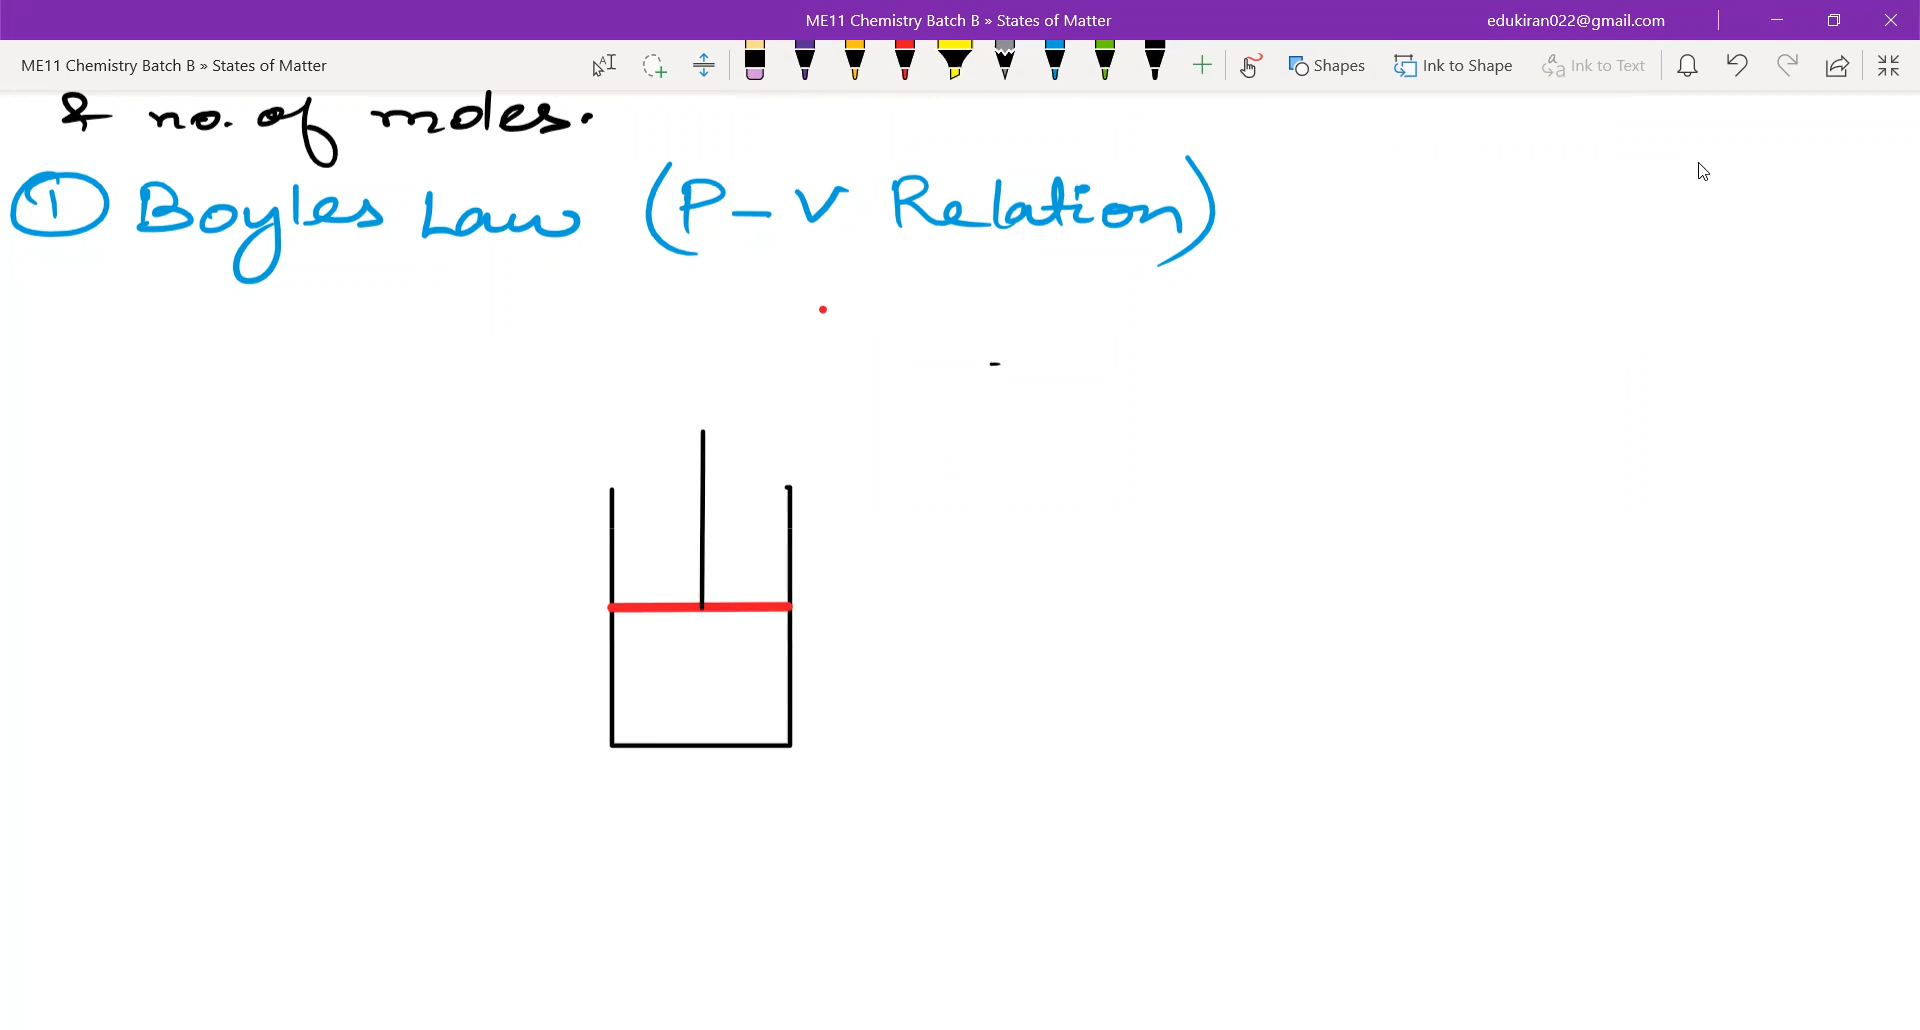 ME11 Chemistry Batch B » States of Matter
edukiran022@gmail.com
ME11 Chemistry Batch B » States of Matter
Shapes
Ink to Shape
Ink to Text
& no. of moles.
① Boyles Law (P – V Relation)